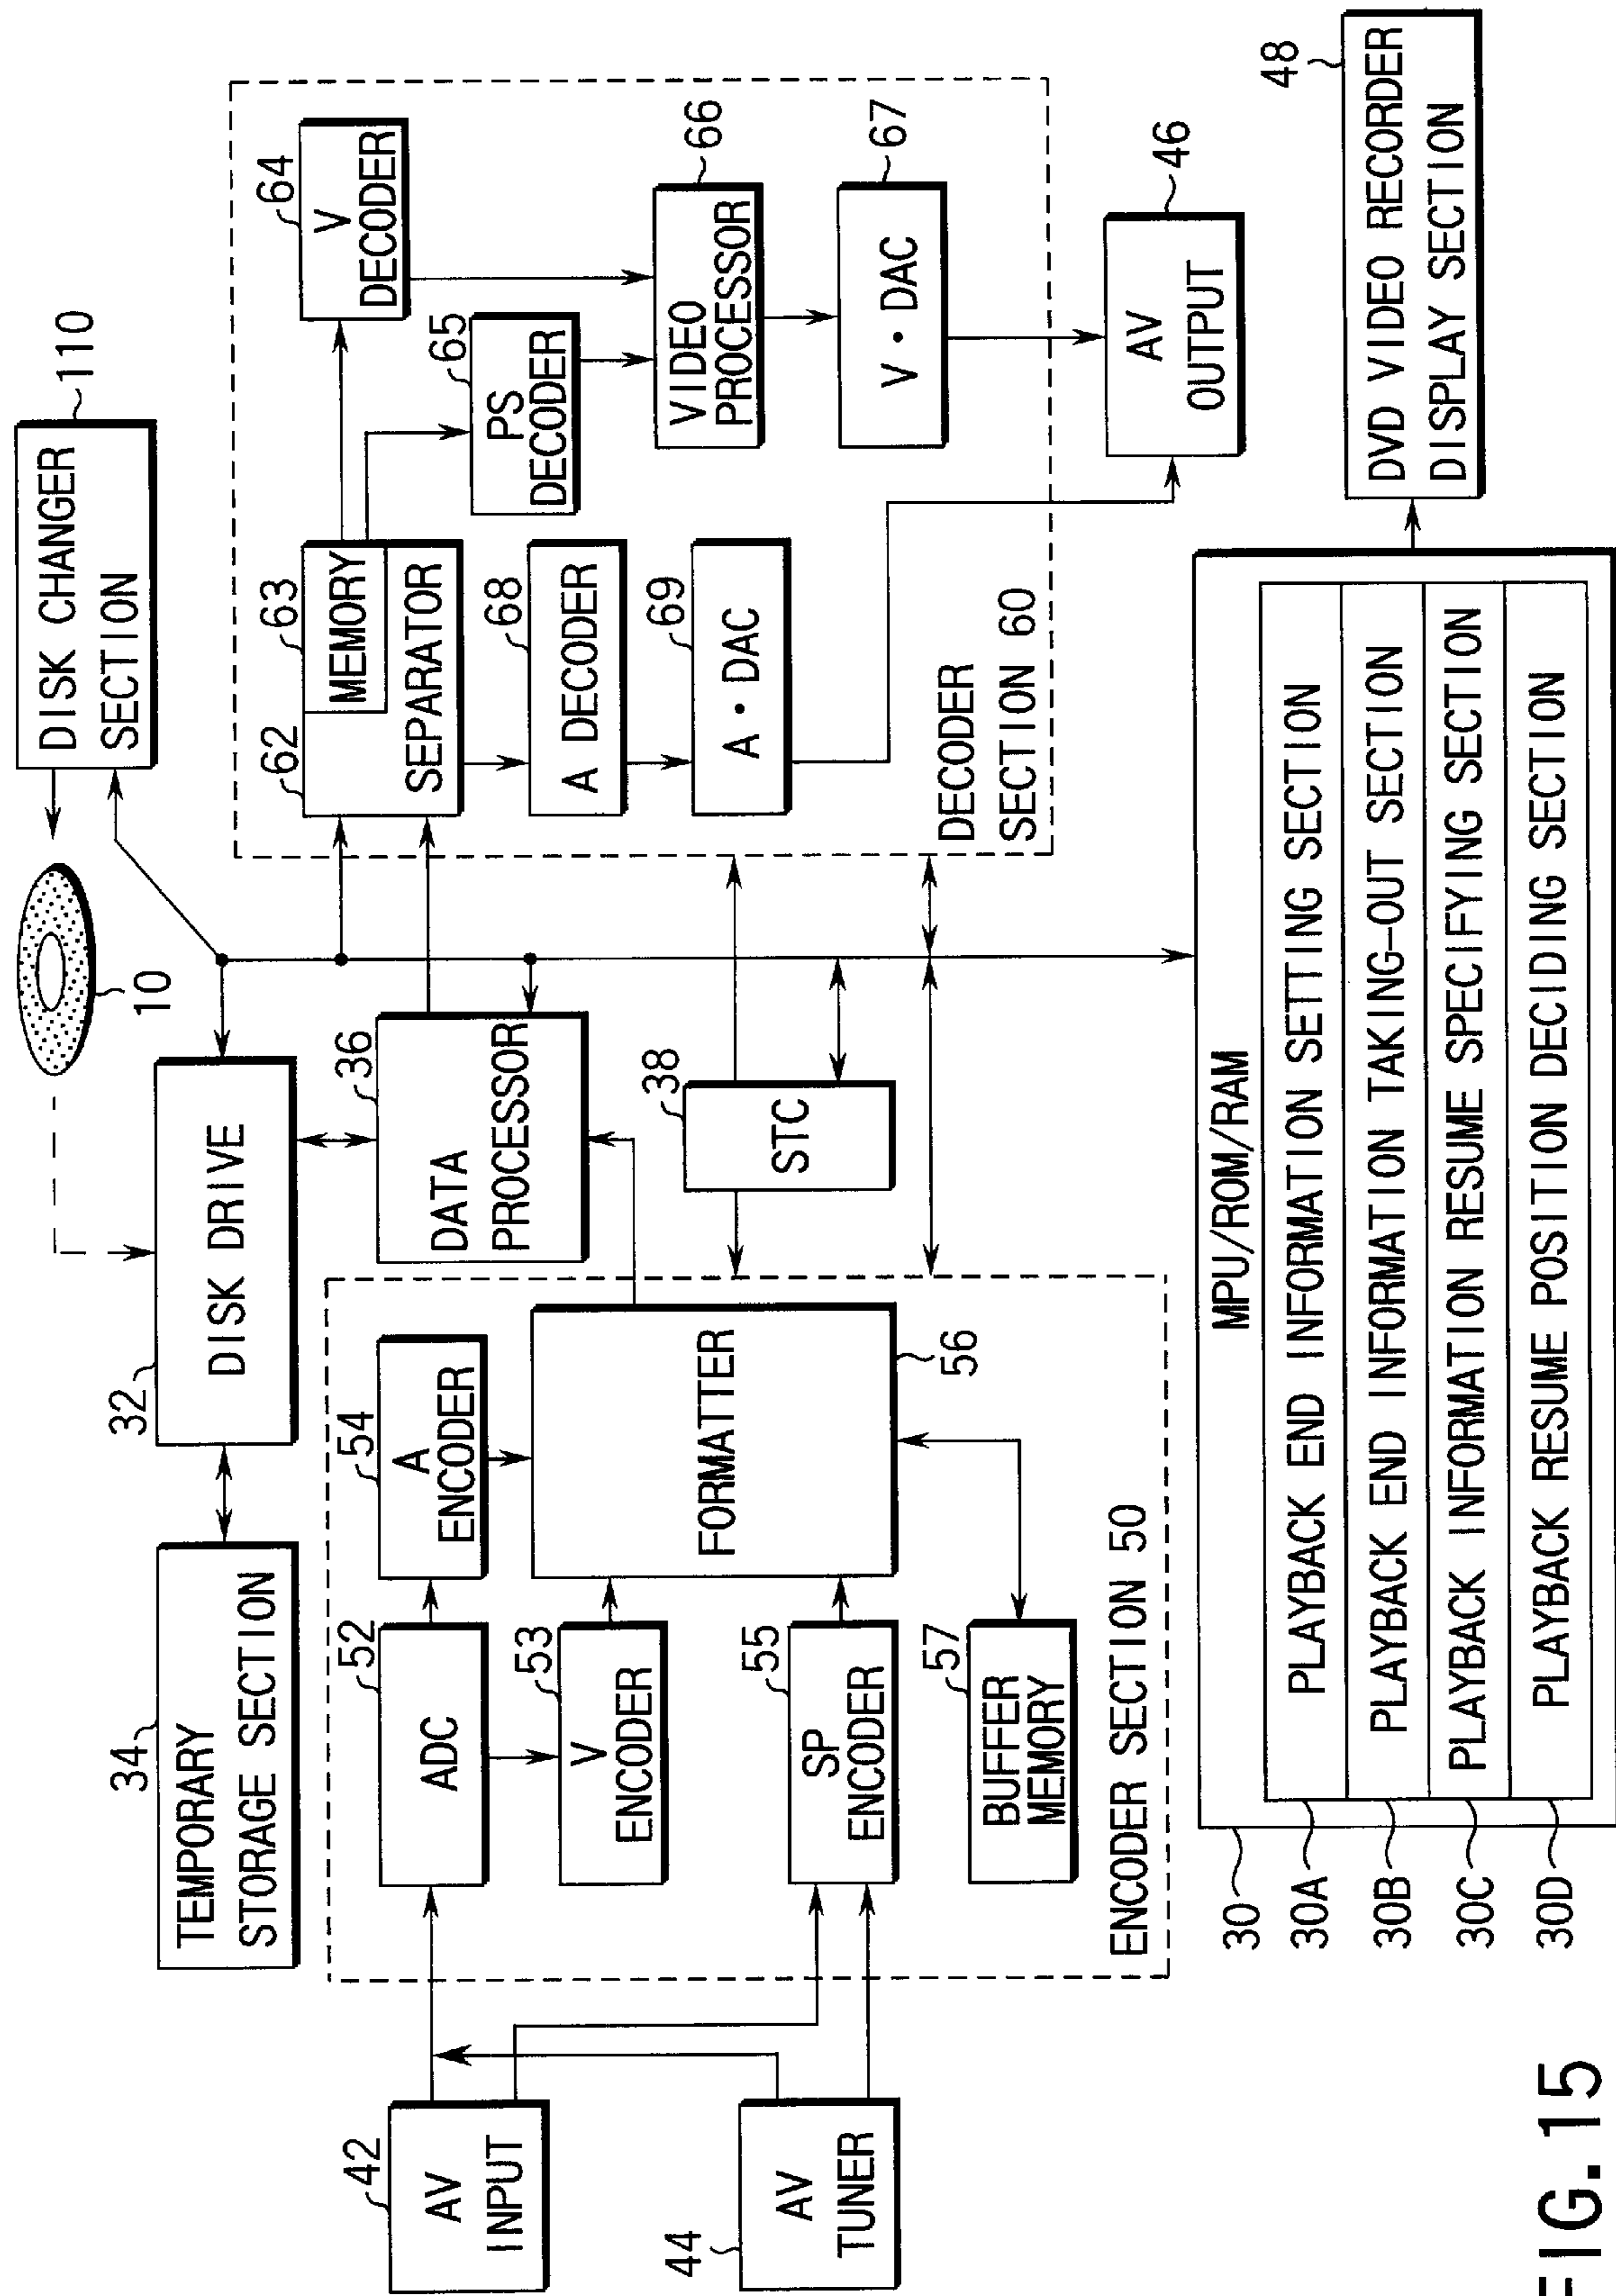 DISK CHANGER
SECTION
110
10
32
DISK DRIVE
34
TEMPORARY
STORAGE SECTION
36
DATA
PROCESSOR
38
STC
42
AV
INPUT
44
AV
TUNER
52
ADC
53
V
ENCODER
54
A
ENCODER
55
SP
ENCODER
FORMATTER
56
57
BUFFER
MEMORY
ENCODER SECTION 50
62
63
MEMORY
SEPARATOR
64
V
DECODER
65
PS
DECODER
VIDEO
PROCESSOR
66
V・DAC
67
68
A DECODER
69
A・DAC
DECODER
SECTION 60
AV
OUTPUT
46
48
DVD VIDEO RECORDER
DISPLAY SECTION
MPU/ROM/RAM
30
30A
PLAYBACK END INFORMATION SETTING SECTION
30B
PLAYBACK END INFORMATION TAKING-OUT SECTION
30C
PLAYBACK INFORMATION RESUME SPECIFYING SECTION
30D
PLAYBACK RESUME POSITION DECIDING SECTION
FIG. 15